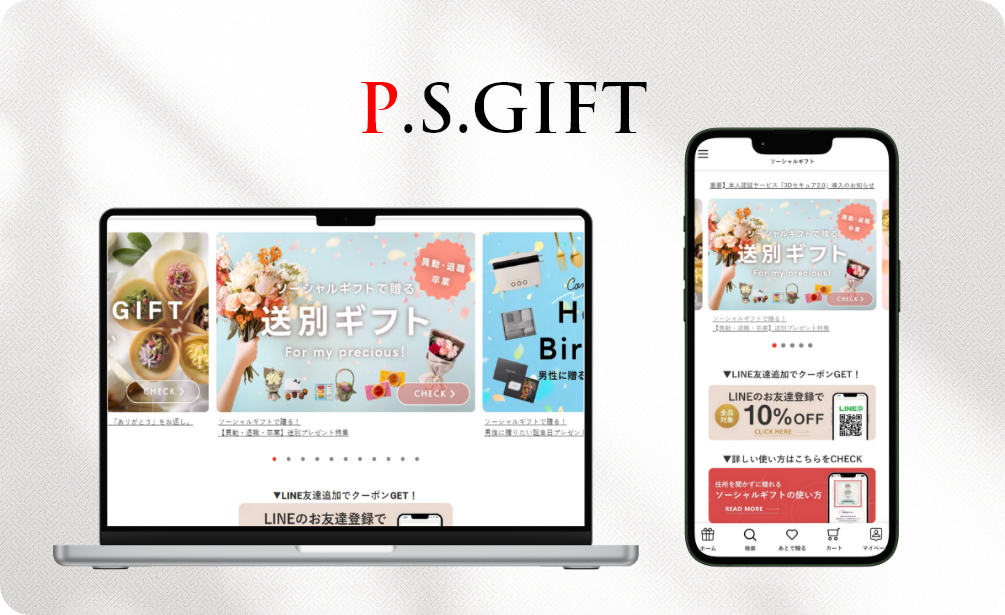 P.S.GIFT
GIFT
CHECK >
「ありがとう」をお返し。
異動・退職
卒業
ソーシャルギフトで贈る
送別ギフト
For my precious!
CHECK >
ソーシャルギフトで贈る！
【異動・退職・卒業】送別プレゼント特集
Con
H
Bir
男性に贈る
ソーシャルギフトで贈る！
男性に贈りたい誕生日プレゼン
▼LINE友達追加でクーポンGET！
LINEのお友達登録で
ソーシャルギフト
重要】本人認証サービス「3Dセキュア2.0」導入のお知らせ
異動・退職
卒業
ソーシャルギフトで贈る
送別ギフト
For my precious!
CHECK >
ソーシャルギフトで贈る！
【異動・退職・卒業】送別プレゼント特集
▼LINE友達追加でクーポンGET！
LINEのお友達登録で
全品
対象
10%OFF
CLICK HERE
LINE@
▼詳しい使い方はこちらをCHECK
住所を聞かずに贈れる
ソーシャルギフトの使い方
READ MORE
ホーム
検索
あとで贈る
カート
マイペー